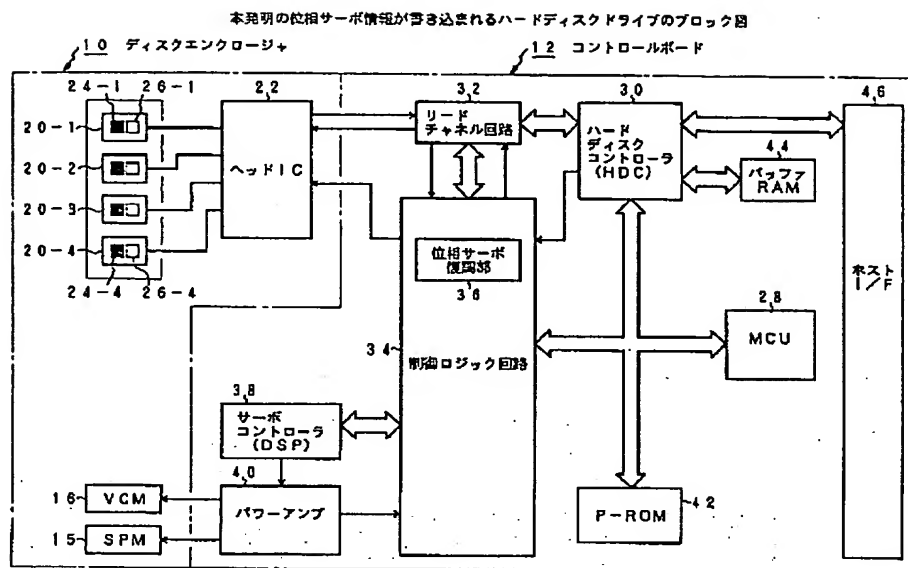 本発明の位相サーボ情報が書き込まれるハードディスクドライブのブロック図
10 ディスクエンクロージャ
12 コントロールボード
24-1 26-1
20-1
20-2
20-3
20-4
24-4 26-4
22
ヘッドIC
32
リード
チャネル回路
30
ハード
ディスク
コントローラ
(HDC)
44
バッファ
RAM
46
ホスト
I/F
位相サーボ
復調部
36
34
制御ロジック回路
28
MCU
38
サーボ
コントローラ
(DSP)
40
パワーアンプ
16
VCM
15
SPM
P-ROM
42